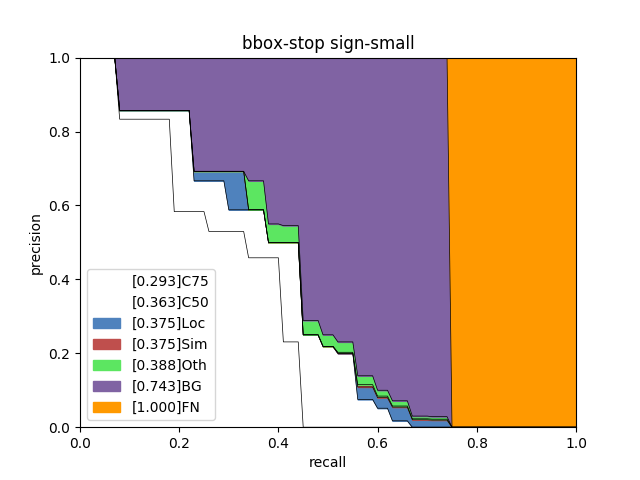 bbox-stop sign-small
1.0
0.8
0.6
0.4
0.2
0.0
precision
[0.293]C75
[0.363]C50
[0.375]Loc
[0.375]Sim
[0.388]Oth
[0.743]BG
[1.000]FN
0.0 0.2 0.4 0.6 0.8 1.0
recall